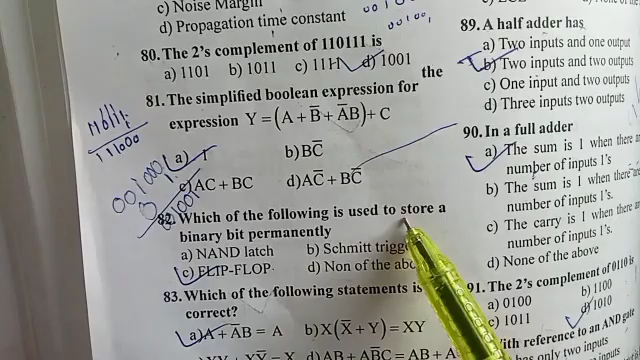 c) Noise Margin
d) Propagation time constant
80. The 2's complement of 110111 is
a) 1101 b) 1011 c) 1111 d) 1001
81. The simplified boolean expression for the
expression Y = (A + B̅ + A̅B) + C
a) 1 b) BC̅
c) AC + BC d) AC̅ + BC̅
82. Which of the following is used to store a
binary bit permanently
a) NAND latch b) Schmitt trigg
c) FLIP-FLOP d) Non of the abo
83. Which of the following statements is
correct?
a) A + A̅B = A b) X(X̅ + Y) = XY
d) AB + AB̅C = AB + A
111000
00100
89. A half adder has
a) Two inputs and one output
b) Two inputs and two outputs
c) One input and two outputs
d) Three inputs two outputs
90. In a full adder
a) The sum is 1 when there a
number of inputs 1's
b) The sum is 1 when there are
number of inputs 1's.
c) The carry is 1 when there a
number of inputs 1's.
d) None of the above
91. The 2's complement of 0110 is
a) 0100 b) 1100
c) 1011 d) 1010
ith reference to an AND gate
has only two inputs
inputs